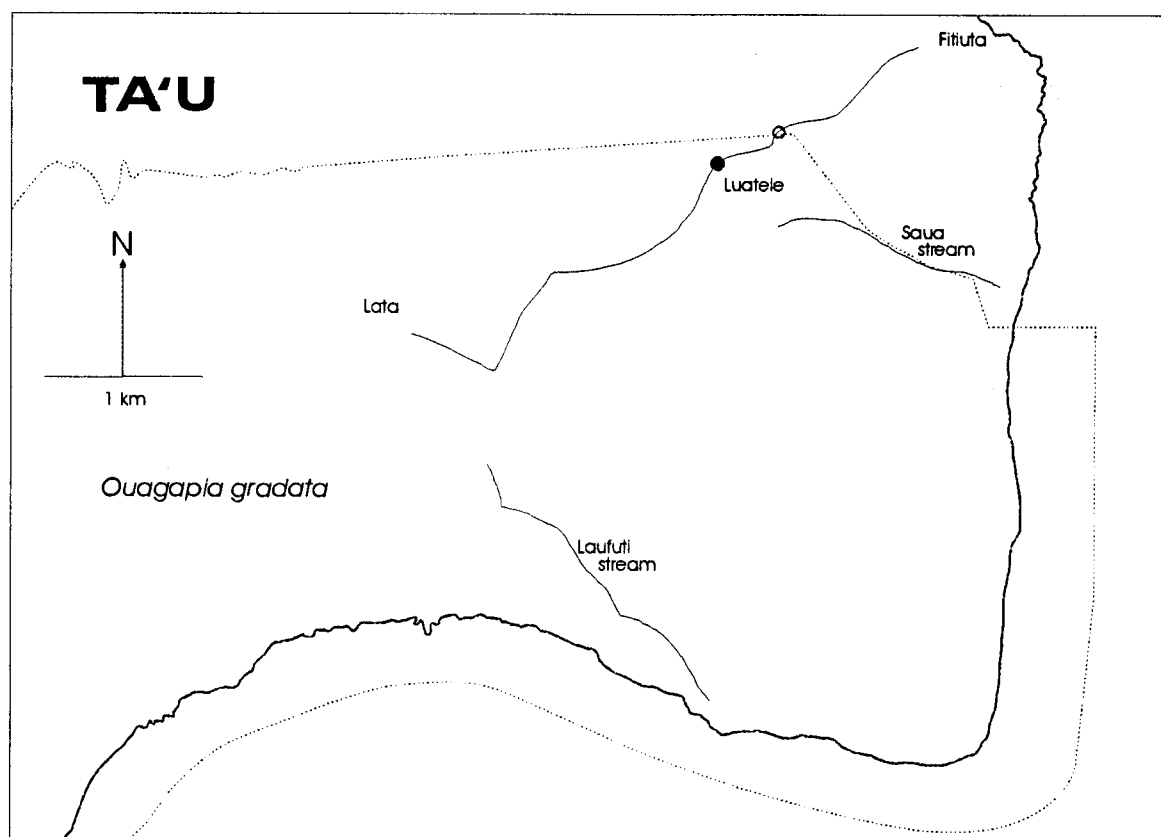 TA‘U
Fitiuta
Luatele
N
Saua
stream
Lata
1 km
Ouagapia gradata
Laufuti
stream